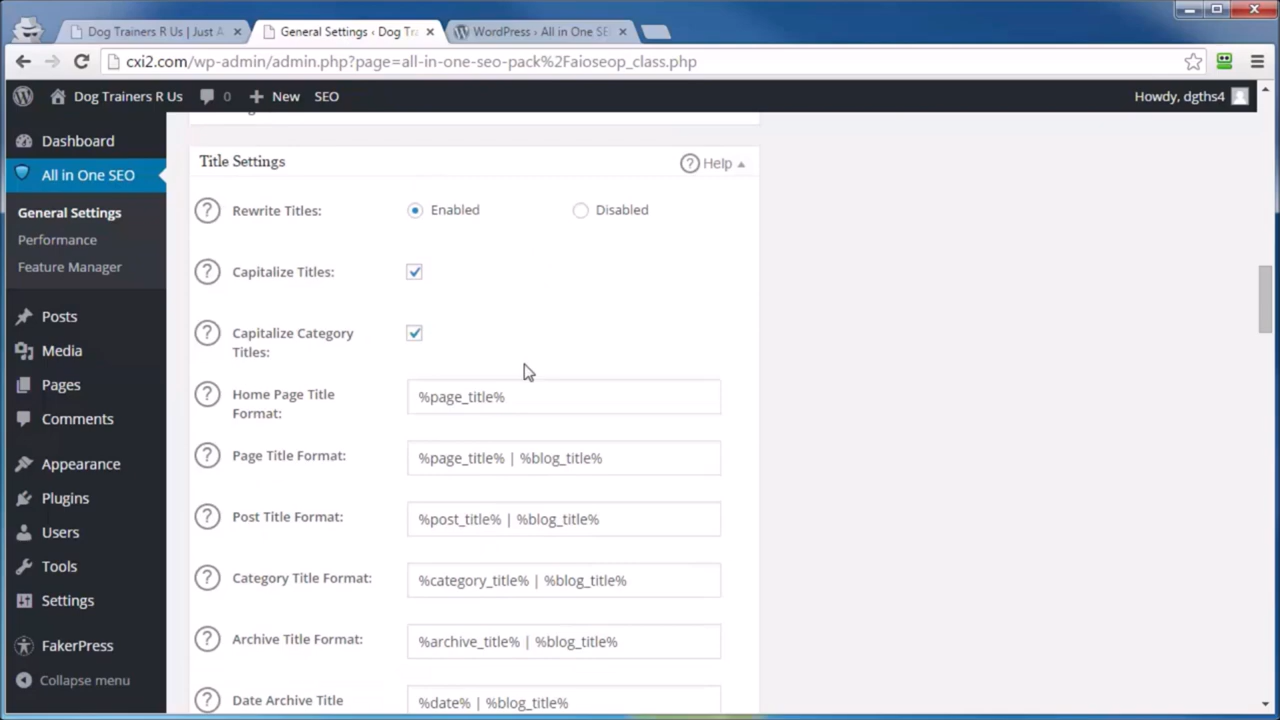 Dog Trainers R Us | Just A
General Settings ‹ Dog Tra
WordPress › All in One SE
cxi2.com/wp-admin/admin.php?page=all-in-one-seo-pack%2Faioseop_class.php
Dog Trainers R Us
0
+ New
SEO
Howdy, dgths4
Dashboard
All in One SEO
General Settings
Performance
Feature Manager
Posts
Media
Pages
Comments
Appearance
Plugins
Users
Tools
Settings
FakerPress
Collapse menu
Title Settings
? Help
? Rewrite Titles: Enabled Disabled
? Capitalize Titles:
? Capitalize Category
Titles:
? Home Page Title
Format:
%page_title%
? Page Title Format: %page_title% | %blog_title%
? Post Title Format: %post_title% | %blog_title%
? Category Title Format: %category_title% | %blog_title%
? Archive Title Format: %archive_title% | %blog_title%
? Date Archive Title %date% | %blog_title%